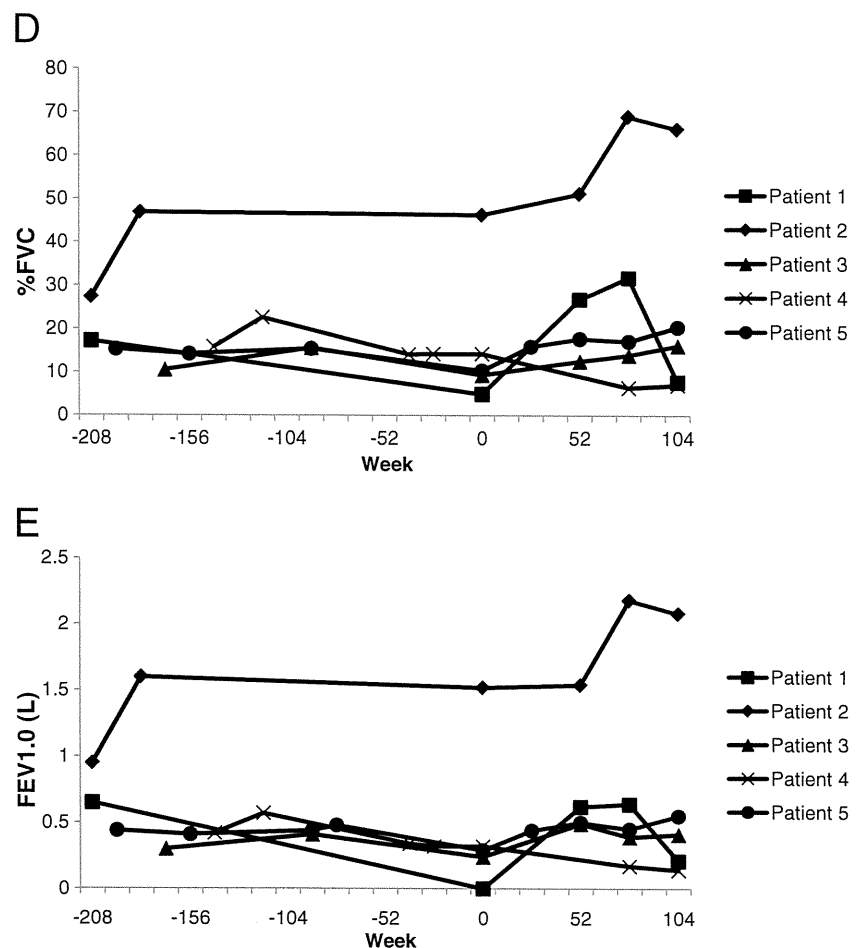 D
80
70
60
50
40
30
20
10
0
%FVC
-208 -156 -104 -52 0 52 104
Week
Patient 1
Patient 2
Patient 3
Patient 4
Patient 5
E
2.5
2
1.5
1
0.5
0
FEV1.0 (L)
-208 -156 -104 -52 0 52 104
Week
Patient 1
Patient 2
Patient 3
Patient 4
Patient 5